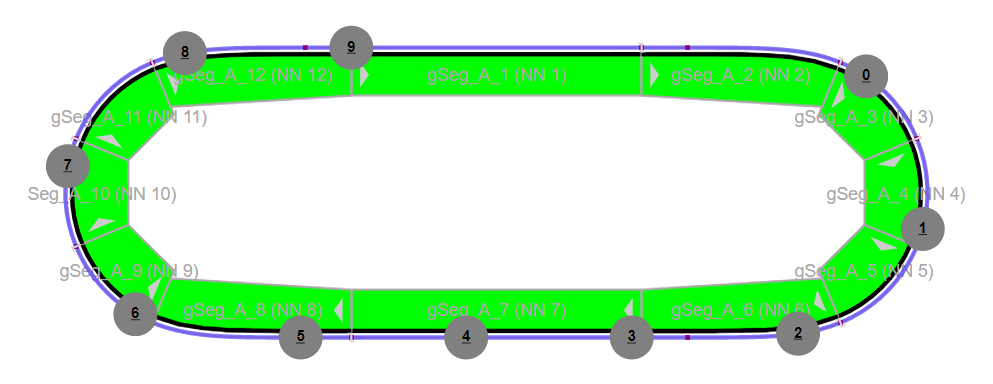 9
8
gSeg_A_12 (NN 12)
gSeg_A_1 (NN 1)
gSeg_A_2 (NN 2)
0
gSeg_A_11 (NN 11)
gSeg_A_3 (NN 3)
7
Seg_A_10 (NN 10)
gSeg_A_4 (NN 4)
1
gSeg_A_9 (NN 9)
gSeg_A_5 (NN 5)
6
gSeg_A_8 (NN 8)
gSeg_A_7 (NN 7)
gSeg_A_6 (NN 6)
5
4
3
2